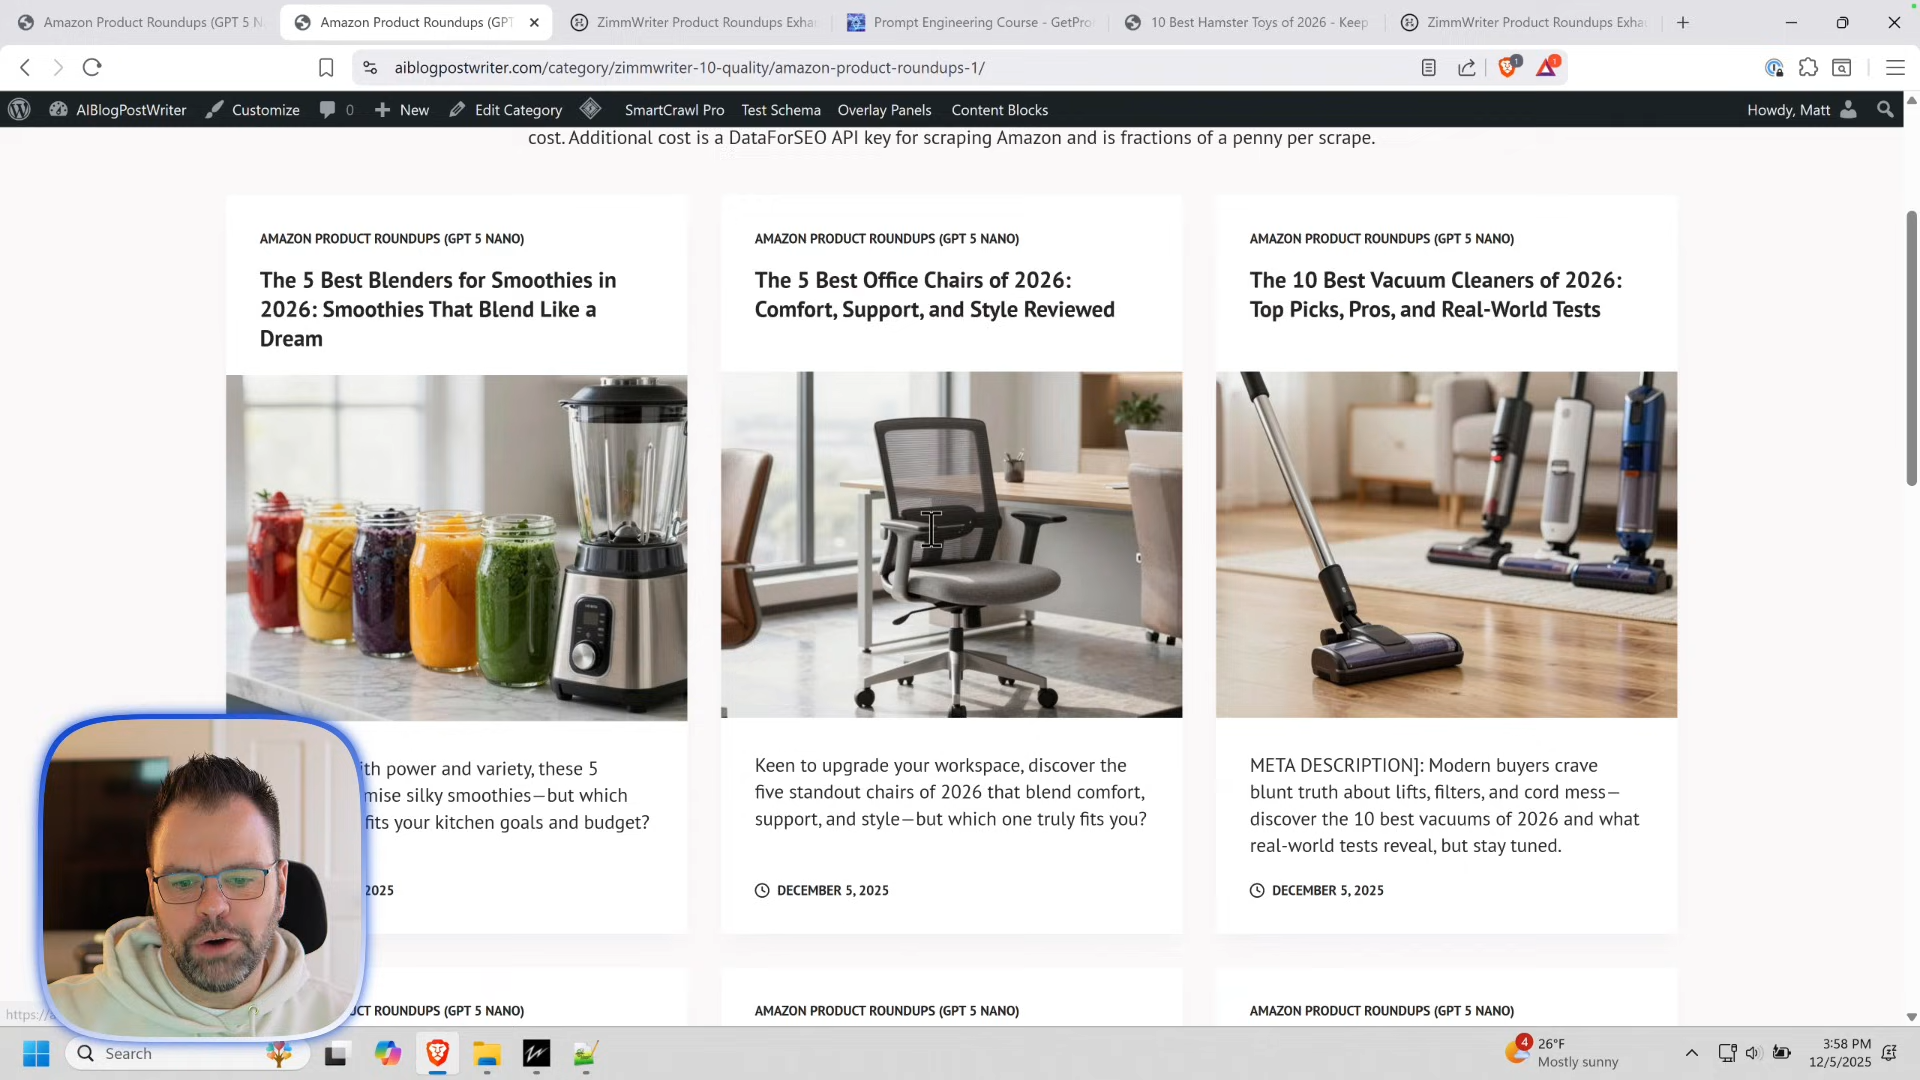 Amazon Product Roundups (GPT 5 N
Amazon Product Roundups (GPT
ZimmWriter Product Roundups Exha
Prompt Engineering Course - GetPro
10 Best Hamster Toys of 2026 - Keep
ZimmWriter Product Roundups Exha
aiblogpostwriter.com/category/zimmwriter-10-quality/amazon-product-roundups-1/
1
1
AIBlogPostWriter
Customize
0
New
Edit Category
SmartCrawl Pro
Test Schema
Overlay Panels
Content Blocks
Howdy, Matt
cost. Additional cost is a DataForSEO API key for scraping Amazon and is fractions of a penny per scrape.
AMAZON PRODUCT ROUNDUPS (GPT 5 NANO)
The 5 Best Blenders for Smoothies in
2026: Smoothies That Blend Like a
Dream
ith power and variety, these 5
mise silky smoothies—but which
fits your kitchen goals and budget?
2025
AMAZON PRODUCT ROUNDUPS (GPT 5 NANO)
The 5 Best Office Chairs of 2026:
Comfort, Support, and Style Reviewed
Keen to upgrade your workspace, discover the
five standout chairs of 2026 that blend comfort,
support, and style—but which one truly fits you?
DECEMBER 5, 2025
AMAZON PRODUCT ROUNDUPS (GPT 5 NANO)
The 10 Best Vacuum Cleaners of 2026:
Top Picks, Pros, and Real-World Tests
META DESCRIPTION]: Modern buyers crave
blunt truth about lifts, filters, and cord mess—
discover the 10 best vacuums of 2026 and what
real-world tests reveal, but stay tuned.
DECEMBER 5, 2025
UCT ROUNDUPS (GPT 5 NANO)
AMAZON PRODUCT ROUNDUPS (GPT 5 NANO)
AMAZON PRODUCT ROUNDUPS (GPT 5 NANO)
https://
Search
4
26°F
Mostly sunny
3:58 PM
12/5/2025